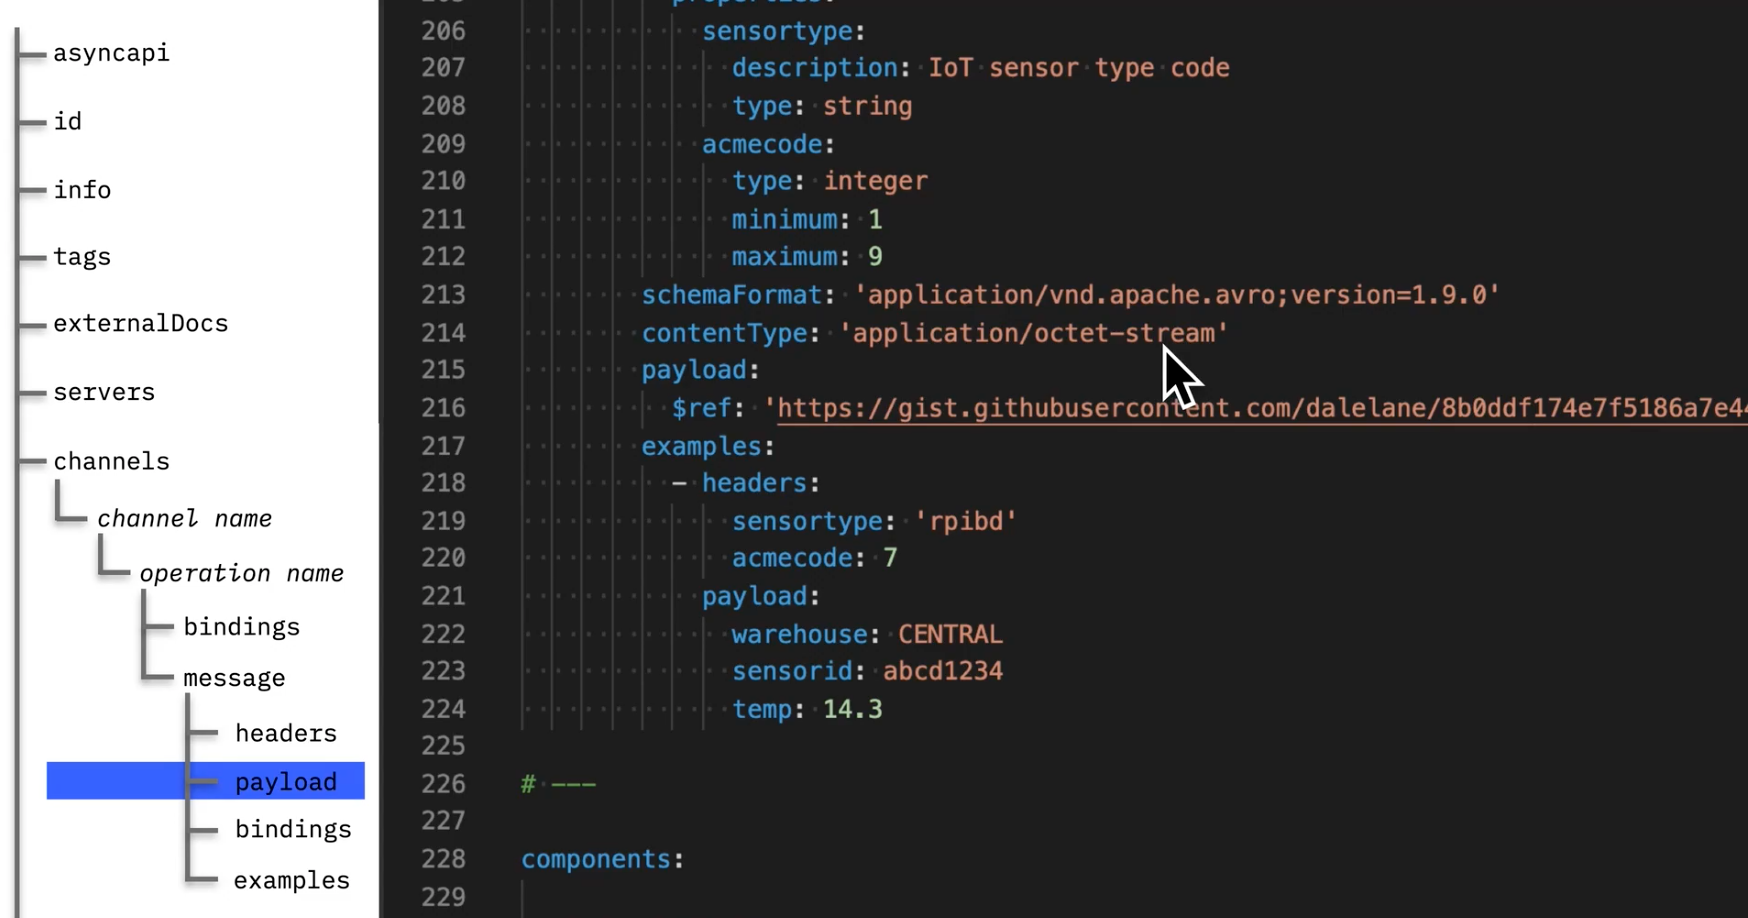 asyncapi
id
info
tags
externalDocs
servers
channels
channel name
operation name
bindings
message
headers
payload
bindings
examples
205 properties:
206 sensortype:
207 description: IoT sensor type code
208 type: string
209 acmecode:
210 type: integer
211 minimum: 1
212 maximum: 9
213 schemaFormat: 'application/vnd.apache.avro;version=1.9.0'
214 contentType: 'application/octet-stream'
215 payload:
216 $ref: 'https://gist.githubusercontent.com/dalelane/8b0ddf174e7f5186a7e44
217 examples:
218 - headers:
219 sensortype: 'rpibd'
220 acmecode: 7
221 payload:
222 warehouse: CENTRAL
223 sensorid: abcd1234
224 temp: 14.3
225
226 # ---
227
228 components:
229